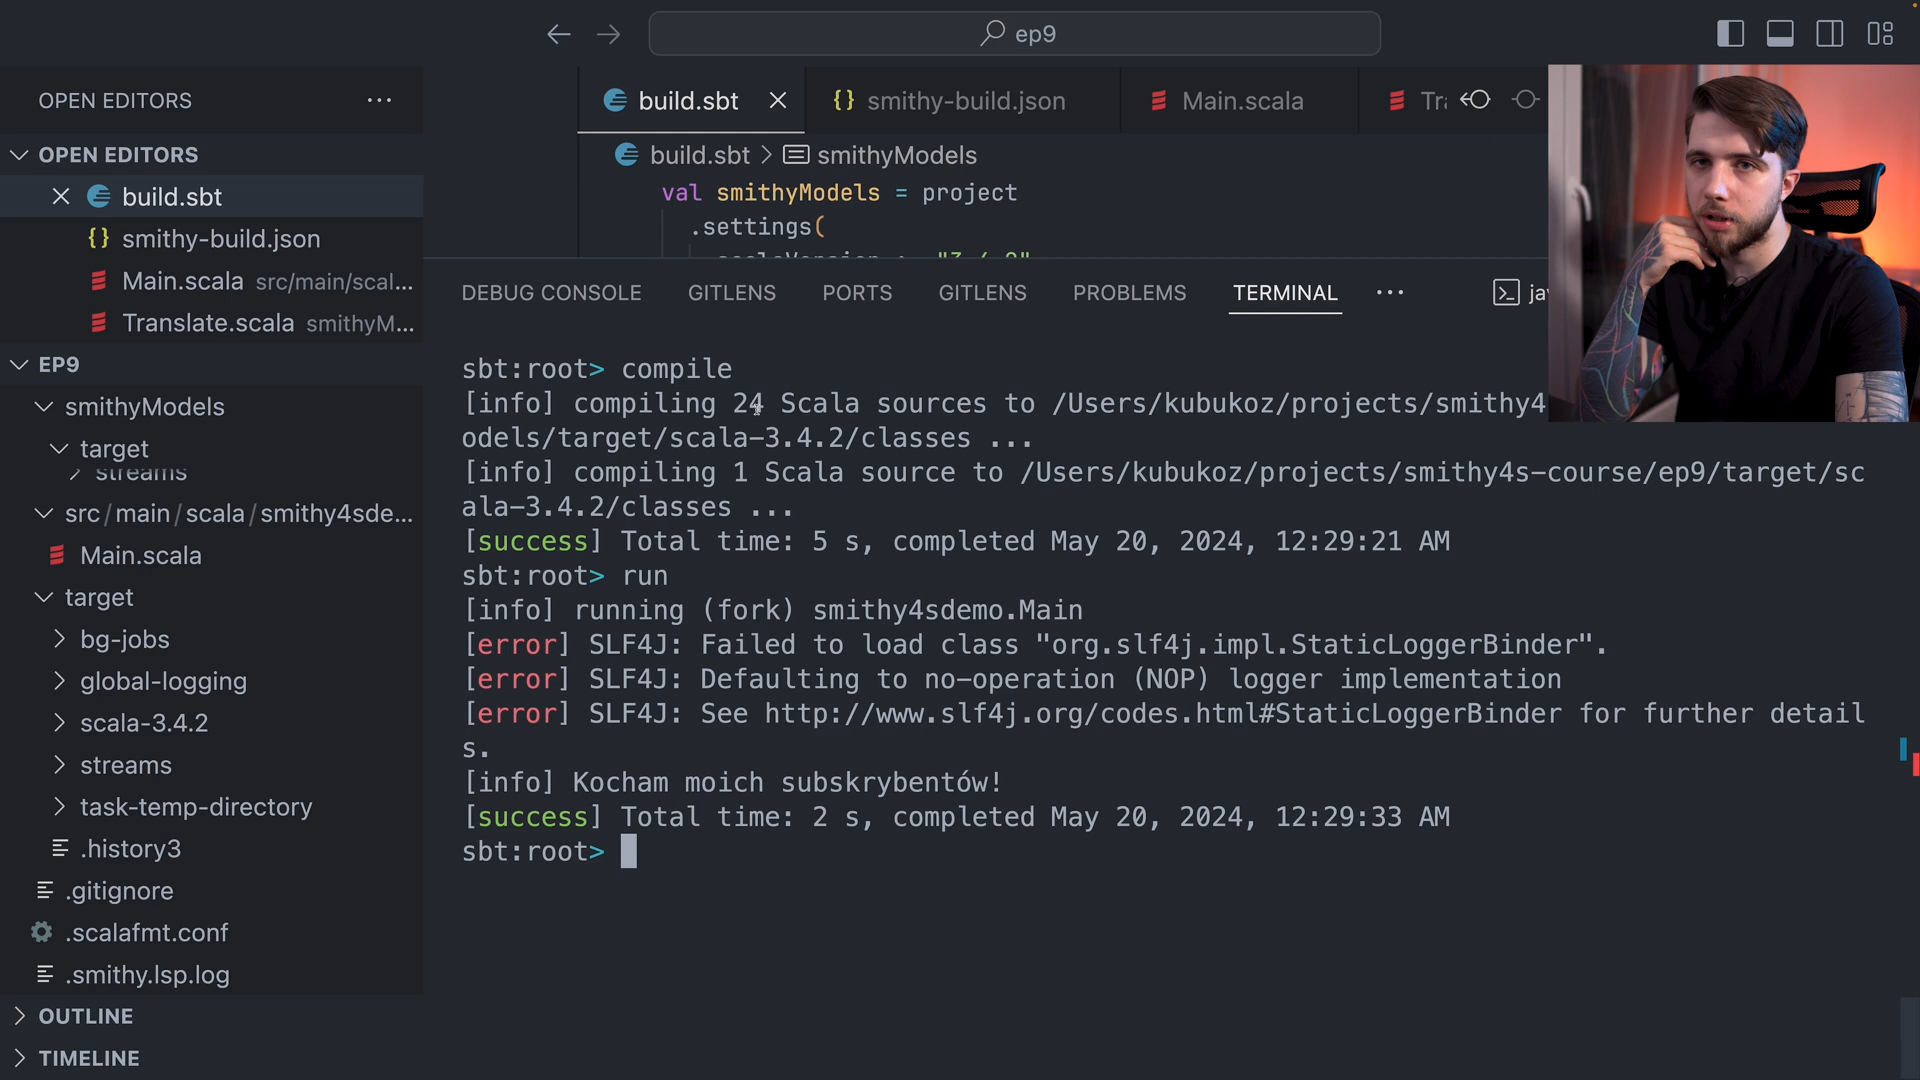 ep9
OPEN EDITORS
OPEN EDITORS
build.sbt
smithy-build.json
Main.scala src/main/scal...
Translate.scala smithyM...
EP9
smithyModels
target
streams
src/main/scala/smithy4sde...
Main.scala
target
bg-jobs
global-logging
scala-3.4.2
streams
task-temp-directory
.history3
.gitignore
.scalafmt.conf
.smithy.lsp.log
OUTLINE
TIMELINE
build.sbt
smithy-build.json
Main.scala
Tra
build.sbt > smithyModels
val smithyModels = project
.settings(
DEBUG CONSOLE GITLENS PORTS GITLENS PROBLEMS TERMINAL
sbt:root> compile
[info] compiling 24 Scala sources to /Users/kubukoz/projects/smithy4
odels/target/scala-3.4.2/classes ...
[info] compiling 1 Scala source to /Users/kubukoz/projects/smithy4s-course/ep9/target/sc
ala-3.4.2/classes ...
[success] Total time: 5 s, completed May 20, 2024, 12:29:21 AM
sbt:root> run
[info] running (fork) smithy4sdemo.Main
[error] SLF4J: Failed to load class "org.slf4j.impl.StaticLoggerBinder".
[error] SLF4J: Defaulting to no-operation (NOP) logger implementation
[error] SLF4J: See http://www.slf4j.org/codes.html#StaticLoggerBinder for further detail
s.
[info] Kocham moich subskrybentów!
[success] Total time: 2 s, completed May 20, 2024, 12:29:33 AM
sbt:root>